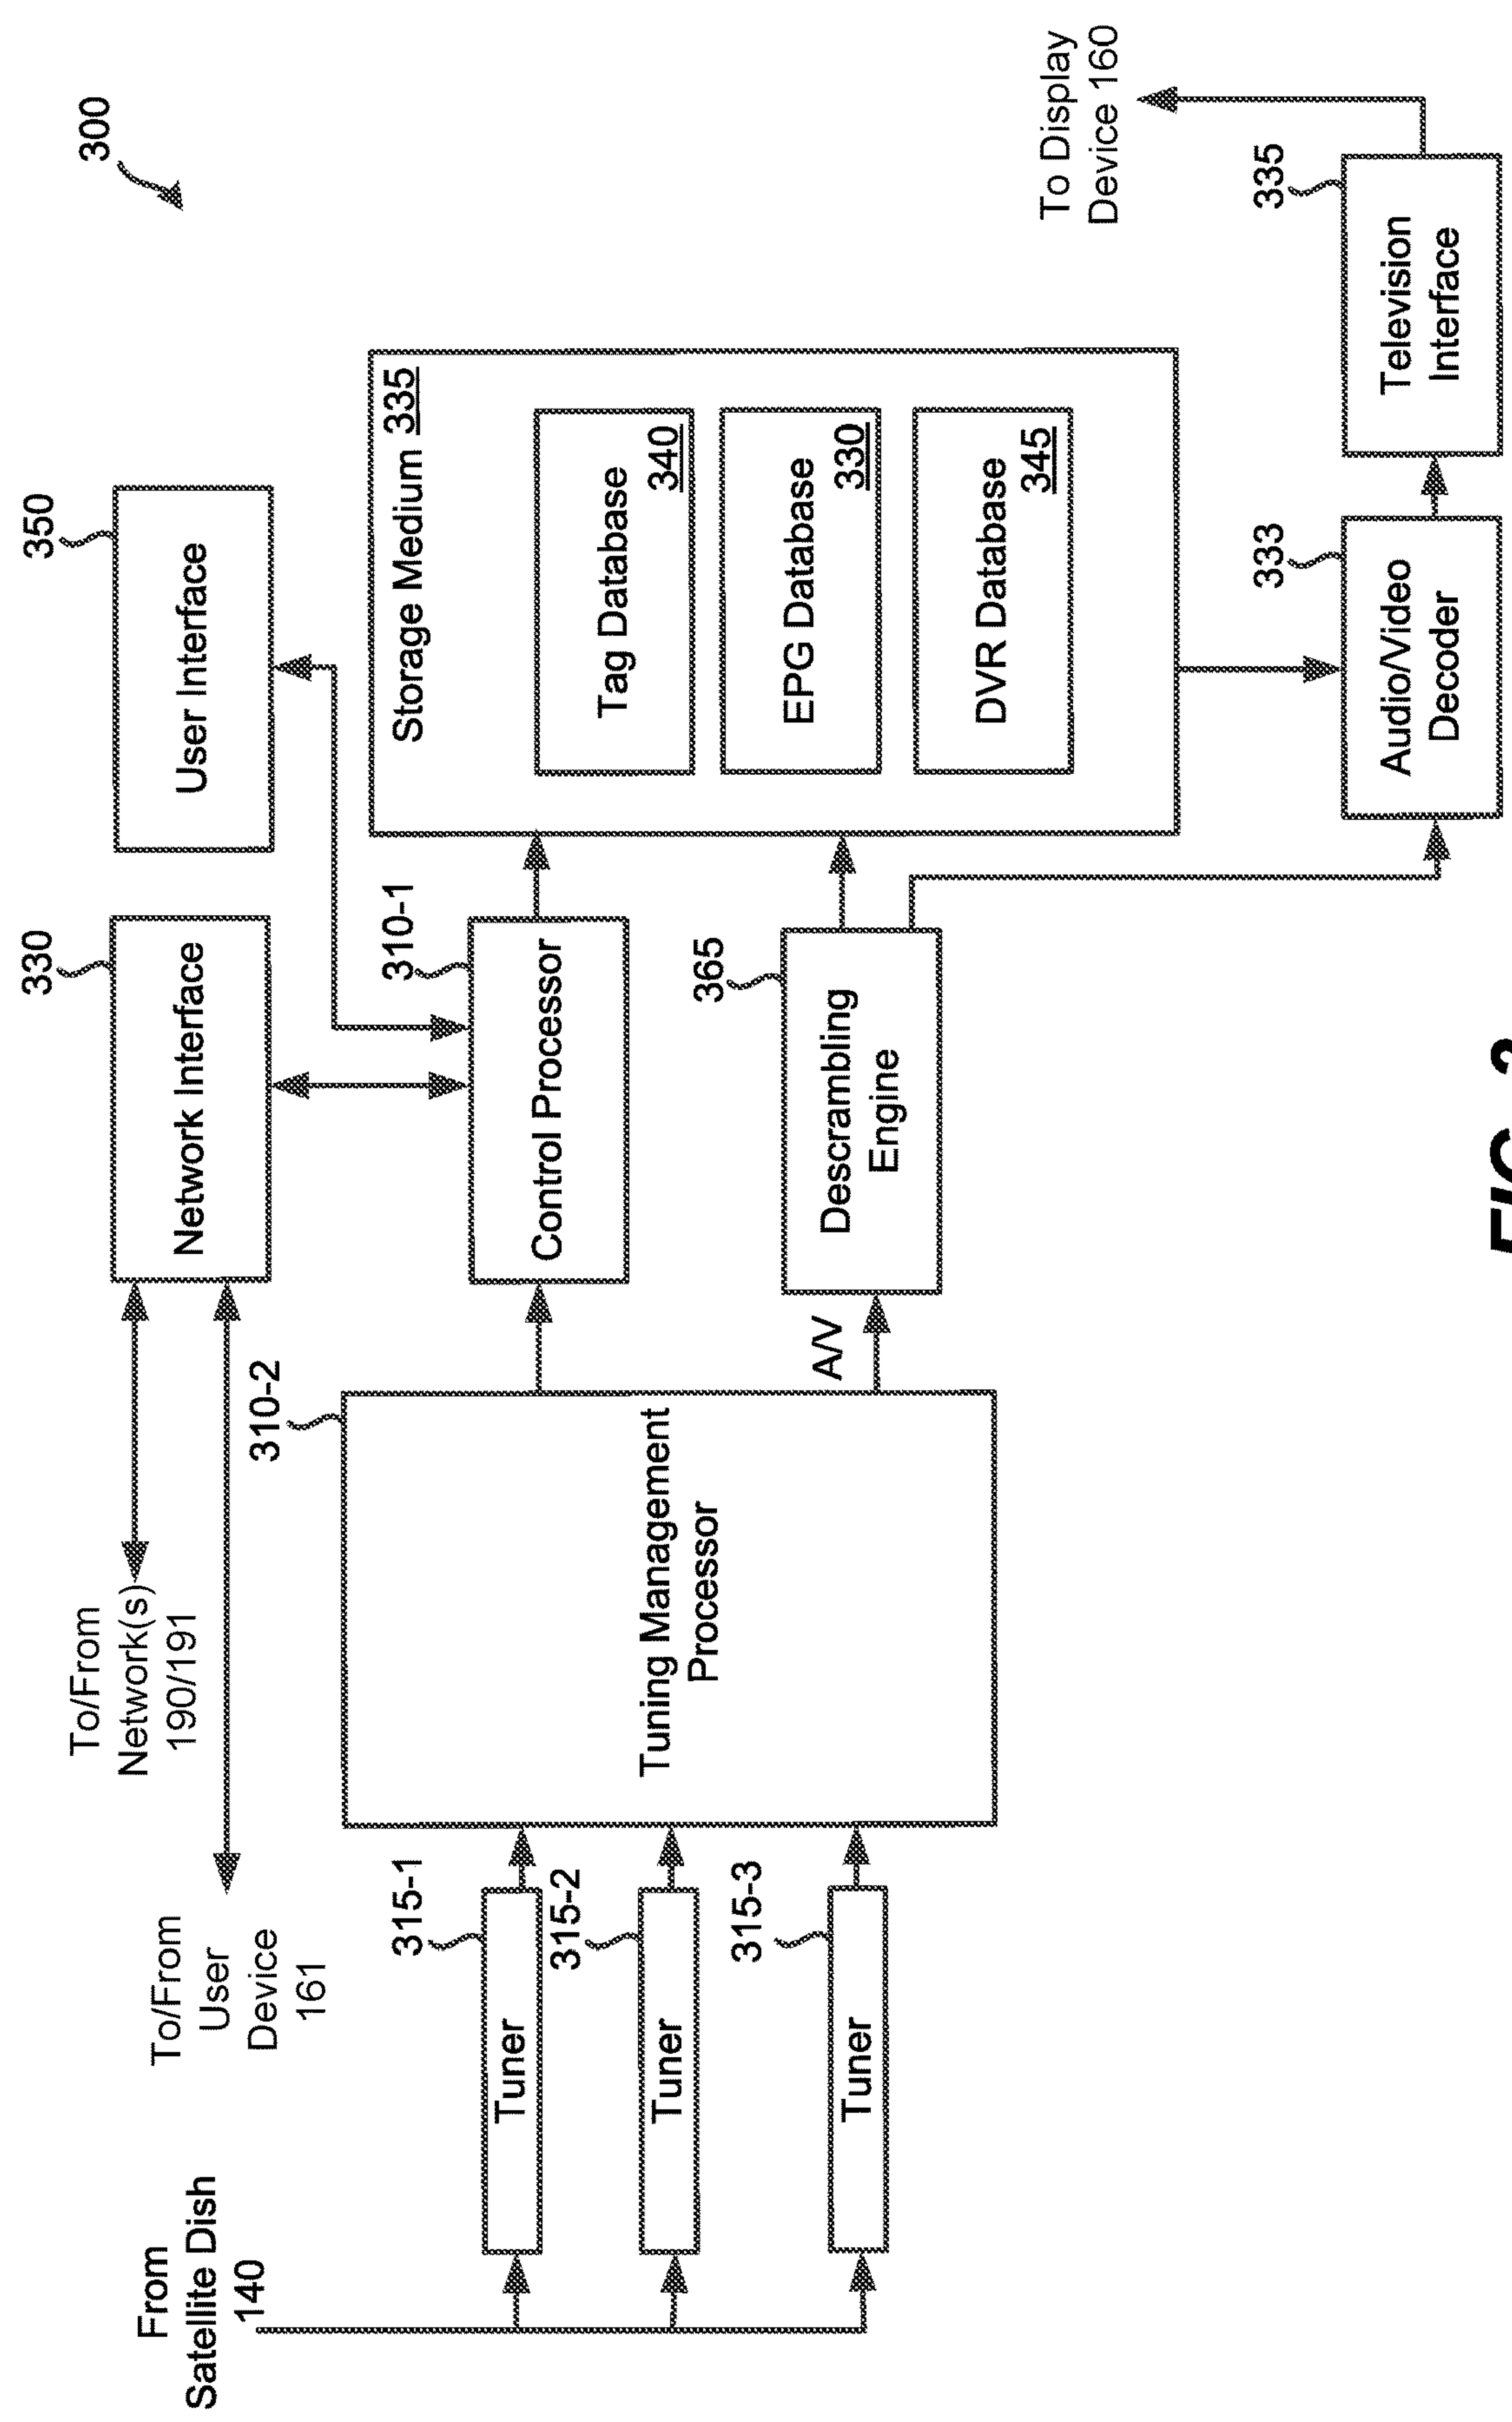 300
From
Satellite Dish
140
To/From
Network(s)
190/191
To/From
User
Device
161
330
Network Interface
350
User Interface
315-1
Tuner
315-2
Tuner
315-3
Tuner
310-2
Tuning Management
Processor
A/V
310-1
Control Processor
365
Descrambling
Engine
Storage Medium 335
Tag Database
340
EPG Database
330
DVR Database
345
333
Audio/Video
Decoder
335
Television
Interface
To Display
Device 160
FIG.